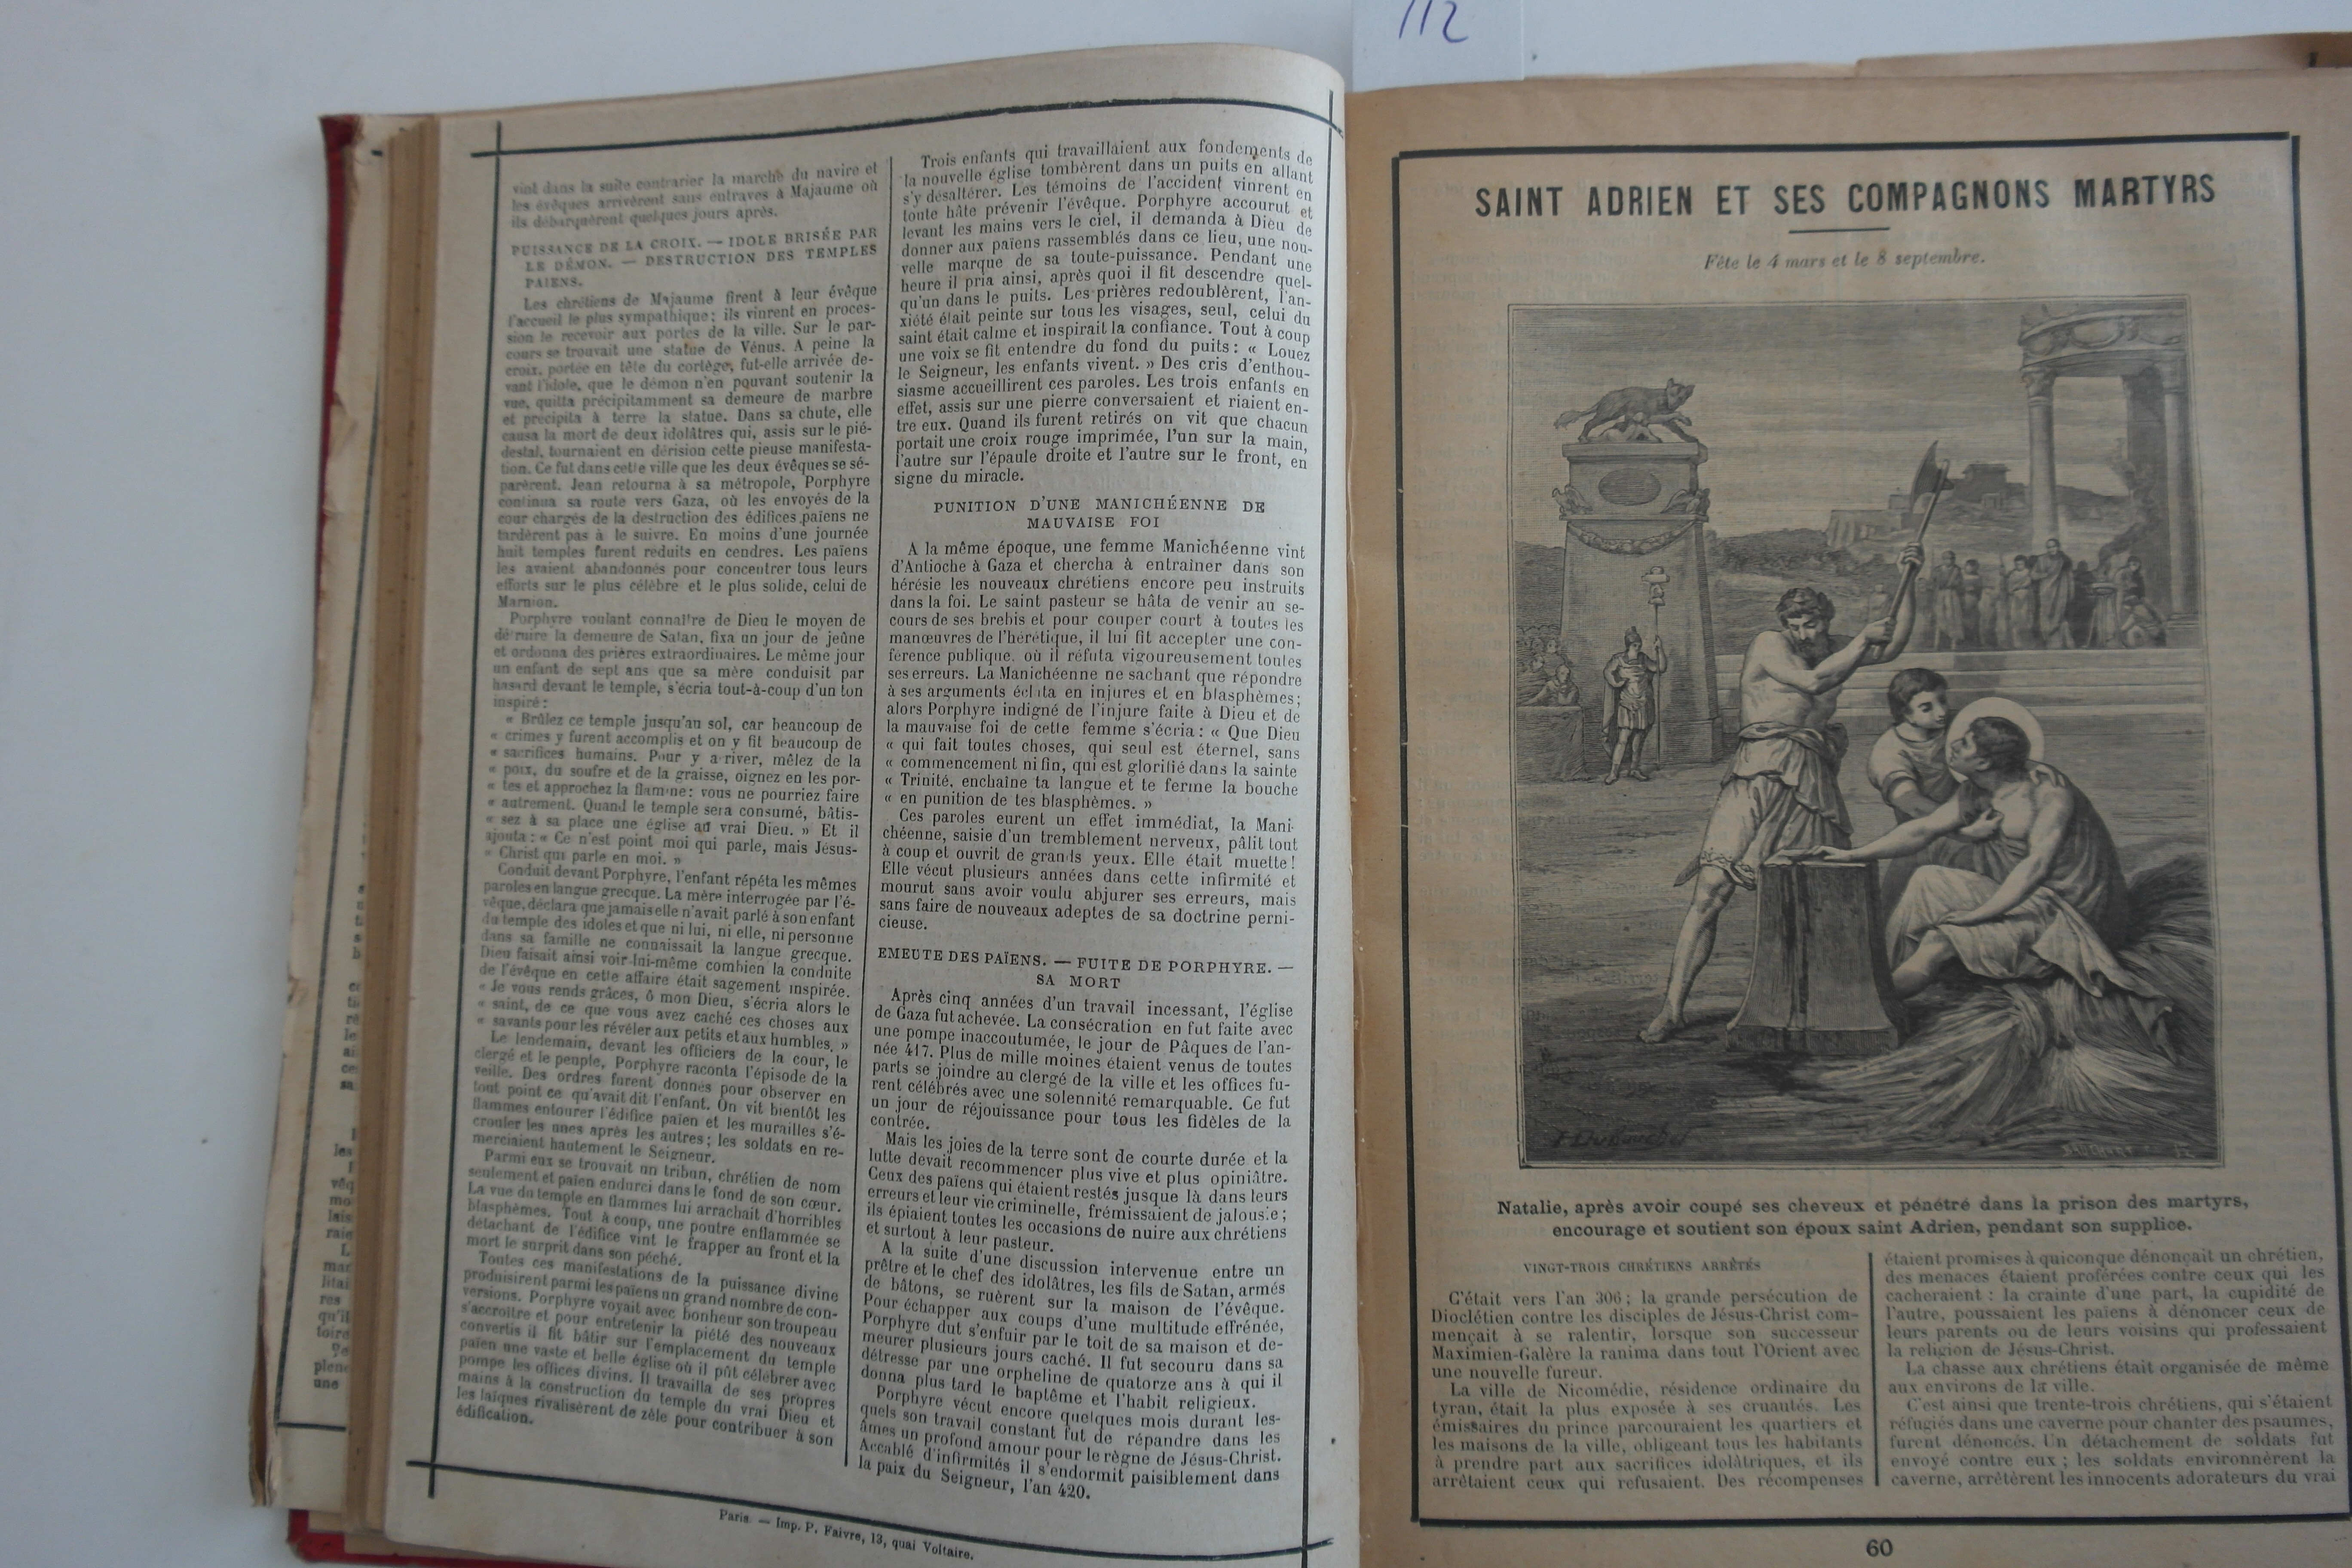 112
vint dans la suite contrarier la marche du navire et
les évêques arrivèrent sans entraves à Majaume où
ils débarquèrent quelques jours après.
PUISSANCE DE LA CROIX. — IDOLE BRISÉE PAR
LE DÉMON. — DESTRUCTION DES TEMPLES
PAIENS.
Les chrétiens de Majaume firent à leur évêque
l'accueil le plus sympathique; ils vinrent en proces-
sion le recevoir aux portes de la ville. Sur le par-
cours se trouvait une statue de Vénus. A peine la
croix, portée en tête du cortège, fut-elle arrivée de-
vant l'idole, que le démon n'en pouvant soutenir la
vue, quitta précipitamment sa demeure de marbre
et précipita à terre la statue. Dans sa chute, elle
causa la mort de deux idolâtres qui, assis sur le pié-
destal, tournaient en dérision cette pieuse manifesta-
tion. Ce fut dans cette ville que les deux évêques se sé-
parèrent. Jean retourna à sa métropole, Porphyre
continua sa route vers Gaza, où les envoyés de la
cour chargés de la destruction des édifices païens ne
tardèrent pas à le suivre. En moins d'une journée
huit temples furent reduits en cendres. Les païens
les avaient abandonnés pour concentrer tous leurs
efforts sur le plus célèbre et le plus solide, celui de
Marnion.
Porphyre voulant connaître de Dieu le moyen de
détruire la demeure de Satan, fixa un jour de jeûne
et ordonna des prières extraordinaires. Le même jour
un enfant de sept ans que sa mère conduisit par
hasard devant le temple, s'écria tout-à-coup d'un ton
inspiré :
« Brûlez ce temple jusqu'au sol, car beaucoup de
« crimes y furent accomplis et on y fit beaucoup de
« sacrifices humains. Pour y arriver, mêlez de la
« poix, du soufre et de la graisse, oignez en les por-
« tes et approchez la flamme: vous ne pourriez faire
« autrement. Quand le temple sera consumé, bâtis-
« sez à sa place une église au vrai Dieu. » Et il
ajouta : « Ce n'est point moi qui parle, mais Jésus-
« Christ qui parle en moi. »
Conduit devant Porphyre, l'enfant répéta les mêmes
paroles en langue grecque. La mère interrogée par l'é-
vêque, déclara que jamais elle n'avait parlé à son enfant
du temple des idoles et que ni lui, ni elle, ni personne
dans sa famille ne connaissait la langue grecque.
Dieu faisait ainsi voir lui-même combien la conduite
de l'évêque en cette affaire était sagement inspirée.
« Je vous rends grâces, ô mon Dieu, s'écria alors le
« saint, de ce que vous avez caché ces choses aux
« savants pour les révéler aux petits et aux humbles. »
Le lendemain, devant les officiers de la cour, le
clergé et le peuple, Porphyre raconta l'épisode de la
veille. Des ordres furent donnés pour observer en
tout point ce qu'avait dit l'enfant. On vit bientôt les
flammes entourer l'édifice païen et les murailles s'é-
crouler les unes après les autres ; les soldats en re-
merciaient hautement le Seigneur.
Parmi eux se trouvait un tribun, chrétien de nom
seulement et païen endurci dans le fond de son cœur.
La vue du temple en flammes lui arrachait d'horribles
blasphèmes. Tout à coup, une poutre enflammée se
détachant de l'édifice vint le frapper au front et la
mort le surprit dans son péché.
Toutes ces manifestations de la puissance divine
produisirent parmi les païens un grand nombre de con-
versions. Porphyre voyait avec bonheur son troupeau
s'accroître et pour entretenir la piété des nouveaux
convertis il fit bâtir sur l'emplacement du temple
païen une vaste et belle église où il pût célébrer avec
pompe les offices divins. Il travailla de ses propres
mains à la construction du temple du vrai Dieu et
les laïques rivalisèrent de zèle pour contribuer à son
édification.
Trois enfants qui travaillaient aux fondements de
la nouvelle église tombèrent dans un puits en allant
s'y désaltérer. Les témoins de l'accident vinrent en
toute hâte prévenir l'évêque. Porphyre accourut et
levant les mains vers le ciel, il demanda à Dieu de
donner aux païens rassemblés dans ce lieu, une nou-
velle marque de sa toute-puissance. Pendant une
heure il pria ainsi, après quoi il fit descendre quel-
qu'un dans le puits. Les prières redoublèrent, l'an-
xiété était peinte sur tous les visages, seul, celui du
saint était calme et inspirait la confiance. Tout à coup
une voix se fit entendre du fond du puits : « Louez
le Seigneur, les enfants vivent. » Des cris d'enthou-
siasme accueillirent ces paroles. Les trois enfants en
effet, assis sur une pierre conversaient et riaient en-
tre eux. Quand ils furent retirés on vit que chacun
portait une croix rouge imprimée, l'un sur la main,
l'autre sur l'épaule droite et l'autre sur le front, en
signe du miracle.
PUNITION D'UNE MANICHÉENNE DE
MAUVAISE FOI
A la même époque, une femme Manichéenne vint
d'Antioche à Gaza et chercha à entrainer dans son
hérésie les nouveaux chrétiens encore peu instruits
dans la foi. Le saint pasteur se hâta de venir au se-
cours de ses brebis et pour couper court à toutes les
manœuvres de l'hérétique, il lui fit accepter une con-
ference publique, où il réfuta vigoureusement toutes
ses erreurs. La Manichéenne ne sachant que répondre
à ses arguments éclata en injures et en blasphèmes;
alors Porphyre indigné de l'injure faite à Dieu et de
la mauvaise foi de cette femme s'écria : « Que Dieu
« qui fait toutes choses, qui seul est éternel, sans
« commencement ni fin, qui est glorifié dans la sainte
« Trinité, enchaîne ta langue et te ferme la bouche
« en punition de tes blasphèmes. »
Ces paroles eurent un effet immédiat, la Mani-
chéenne, saisie d'un tremblement nerveux, pâlit tout
à coup et ouvrit de grands yeux. Elle était muette !
Elle vécut plusieurs années dans cette infirmité et
mourut sans avoir voulu abjurer ses erreurs, mais
sans faire de nouveaux adeptes de sa doctrine perni-
cieuse.
EMEUTE DES PAÏENS. — FUITE DE PORPHYRE. —
SA MORT
Après cinq années d'un travail incessant, l'église
de Gaza fut achevée. La consécration en fut faite avec
une pompe inaccoutumée, le jour de Pâques de l'an-
née 417. Plus de mille moines étaient venus de toutes
parts se joindre au clergé de la ville et les offices fu-
rent célébrés avec une solennité remarquable. Ce fut
un jour de réjouissance pour tous les fidèles de la
contrée.
Mais les joies de la terre sont de courte durée et la
lutte devait recommencer plus vive et plus opiniâtre.
Ceux des païens qui étaient restés jusque là dans leurs
erreurs et leur vie criminelle, frémissaient de jalousie ;
ils épiaient toutes les occasions de nuire aux chrétiens
et surtout à leur pasteur.
A la suite d'une discussion intervenue entre un
prêtre et le chef des idolâtres, les fils de Satan, armés
de bâtons, se ruèrent sur la maison de l'évêque.
Pour échapper aux coups d'une multitude effrénée,
Porphyre dut s'enfuir par le toit de sa maison et de-
meurer plusieurs jours caché. Il fut secouru dans sa
détresse par une orpheline de quatorze ans à qui il
donna plus tard le baptême et l'habit religieux.
Porphyre vécut encore quelques mois durant les-
quels son travail constant fut de répandre dans les
âmes un profond amour pour le règne de Jésus-Christ.
Accablé d'infirmités il s'endormit paisiblement dans
la paix du Seigneur, l'an 420.
Paris. — Imp. P. Faivre, 13, quai Voltaire.
SAINT ADRIEN ET SES COMPAGNONS MARTYRS
Fête le 4 mars et le 8 septembre.
Natalie, après avoir coupé ses cheveux et pénétré dans la prison des martyrs,
encourage et soutient son époux saint Adrien, pendant son supplice.
VINGT-TROIS CHRÉTIENS ARRÊTÉS
C'était vers l'an 306 ; la grande persécution de
Dioclétien contre les disciples de Jésus-Christ com-
mençait à se ralentir, lorsque son successeur
Maximien-Galère la ranima dans tout l'Orient avec
une nouvelle fureur.
La ville de Nicomédie, résidence ordinaire du
tyran, était la plus exposée à ses cruautés. Les
émissaires du prince parcouraient les quartiers et
les maisons de la ville, obligeant tous les habitants
à prendre part aux sacrifices idolâtriques, et ils
arrêtaient ceux qui refusaient. Des récompenses
étaient promises à quiconque dénonçait un chrétien,
des menaces étaient proférées contre ceux qui les
cacheraient : la crainte d'une part, la cupidité de
l'autre, poussaient les païens à dénoncer ceux de
leurs parents ou de leurs voisins qui professaient
la religion de Jésus-Christ.
La chasse aux chrétiens était organisée de même
aux environs de la ville.
C'est ainsi que trente-trois chrétiens, qui s'étaient
réfugiés dans une caverne pour chanter des psaumes,
furent dénoncés. Un détachement de soldats fut
envoyé contre eux ; les soldats environnèrent la
caverne, arrêtèrent les innocents adorateurs du vrai
60